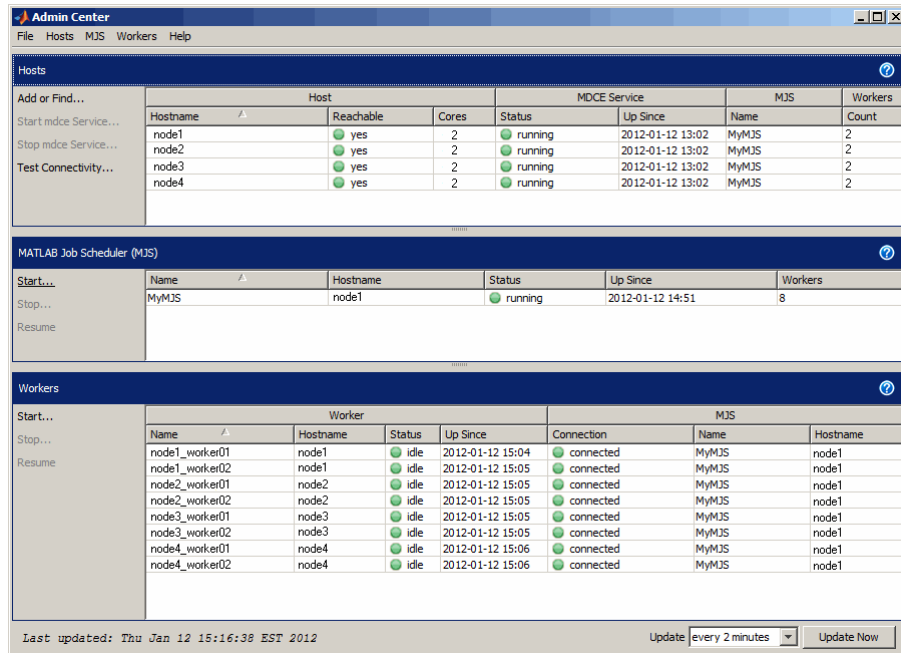 Admin Center
File Hosts MJS Workers Help
Hosts
Add or Find...
Start mdce Service...
Stop mdce Service...
Test Connectivity...
Host MDCE Service MJS Workers
Hostname Reachable Cores Status Up Since Name Count
node1 yes 2 running 2012-01-12 13:02 MyMJS 2
node2 yes 2 running 2012-01-12 13:02 MyMJS 2
node3 yes 2 running 2012-01-12 13:02 MyMJS 2
node4 yes 2 running 2012-01-12 13:02 MyMJS 2
MATLAB Job Scheduler (MJS)
Start...
Stop...
Resume
Name Hostname Status Up Since Workers
MyMJS node1 running 2012-01-12 14:51 8
Workers
Start...
Stop...
Resume
Worker MJS
Name Hostname Status Up Since Connection Name Hostname
node1_worker01 node1 idle 2012-01-12 15:04 connected MyMJS node1
node1_worker02 node1 idle 2012-01-12 15:05 connected MyMJS node1
node2_worker01 node2 idle 2012-01-12 15:05 connected MyMJS node1
node2_worker02 node2 idle 2012-01-12 15:05 connected MyMJS node1
node3_worker01 node3 idle 2012-01-12 15:05 connected MyMJS node1
node3_worker02 node3 idle 2012-01-12 15:05 connected MyMJS node1
node4_worker01 node4 idle 2012-01-12 15:06 connected MyMJS node1
node4_worker02 node4 idle 2012-01-12 15:06 connected MyMJS node1
Last updated: Thu Jan 12 15:16:38 EST 2012
Update every 2 minutes Update Now